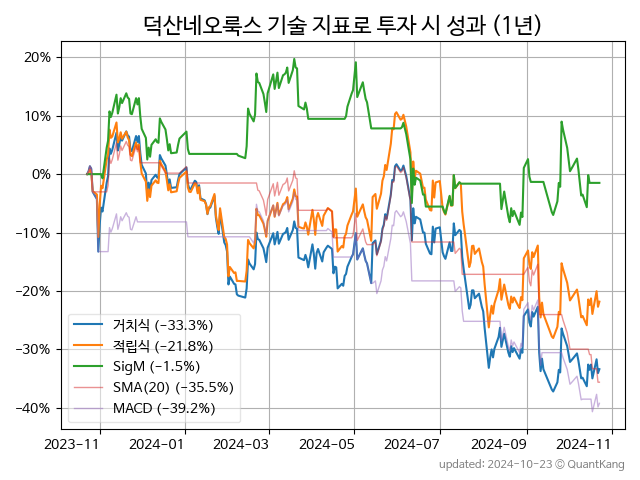 덕산네오룩스 기술 지표로 투자 시 성과 (1년)
20%
10%
0%
−10%
−20%
−30%
−40%
거치식 (−33.3%)
적립식 (−21.8%)
SigM (−1.5%)
SMA(20) (−35.5%)
MACD (−39.2%)
2023-11
2024-01
2024-03
2024-05
2024-07
2024-09
2024-11
updated: 2024-10-23 © QuantKang